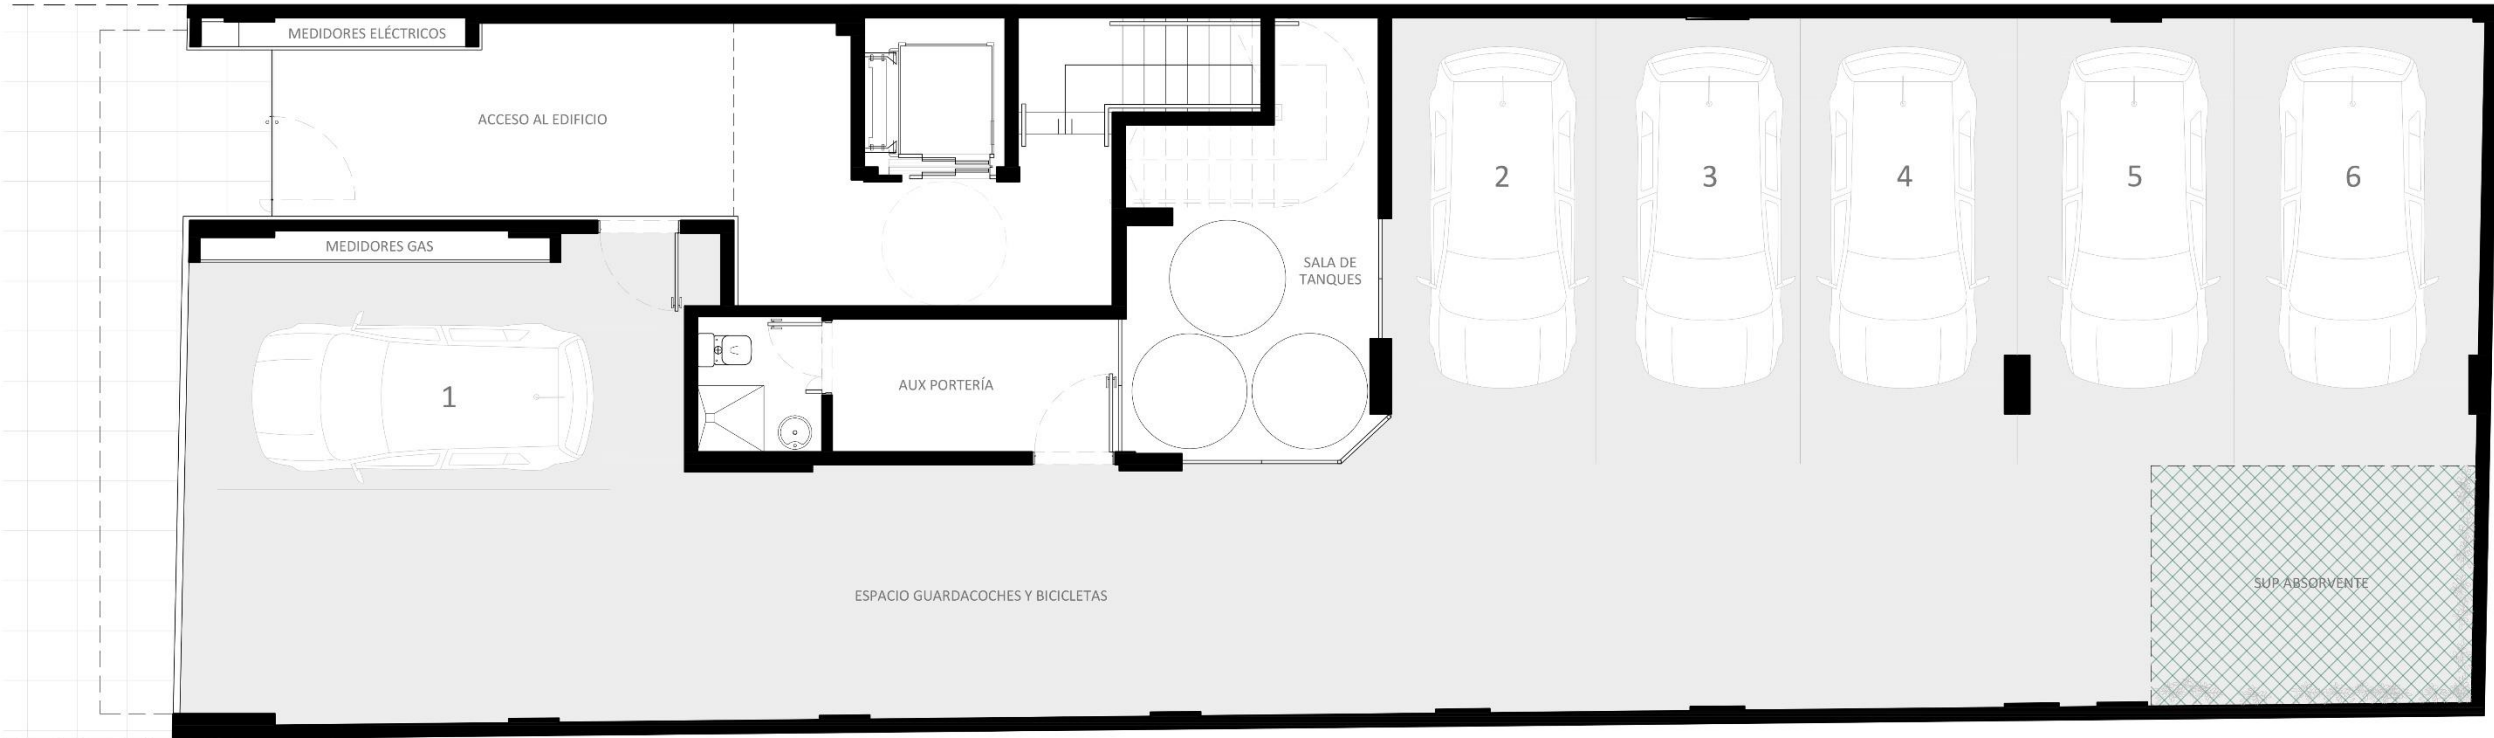 MEDIDORES ELÉCTRICOS
ACCESO AL EDIFICIO
MEDIDORES GAS
SALA DE
TANQUES
AUX PORTERÍA
1
2
3
4
5
6
ESPACIO GUARDACOCHES Y BICICLETAS
SUP ABSORVENTE